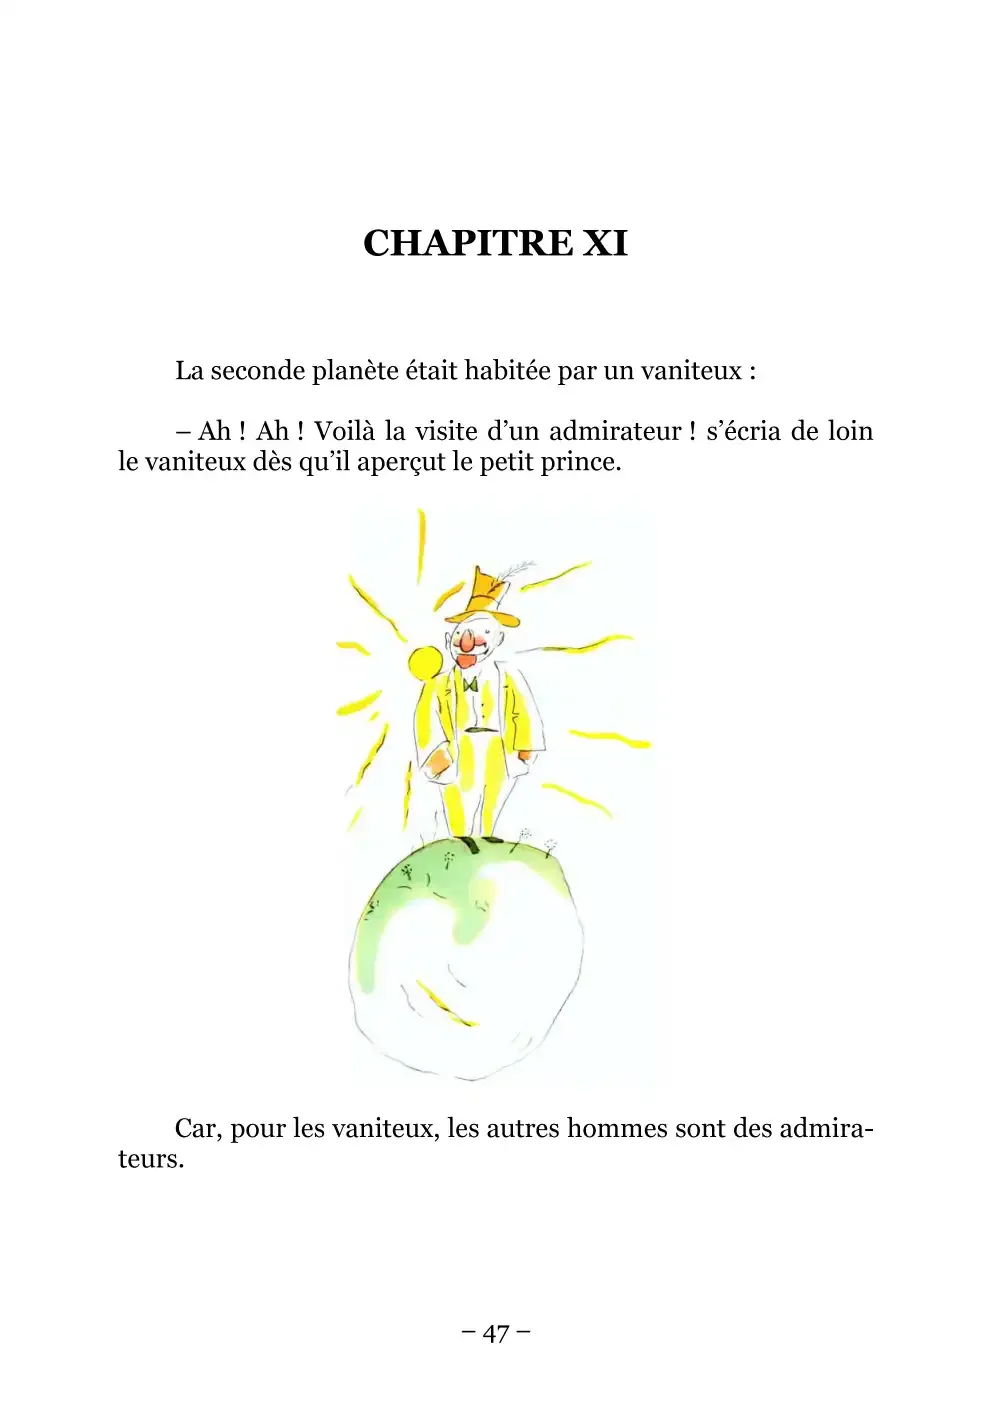 CHAPITRE XI
La seconde planète était habitée par un vaniteux :
– Ah ! Ah ! Voilà la visite d’un admirateur ! s’écria de loin
le vaniteux dès qu’il aperçut le petit prince.
Car, pour les vaniteux, les autres hommes sont des admira-
teurs.
– 47 –